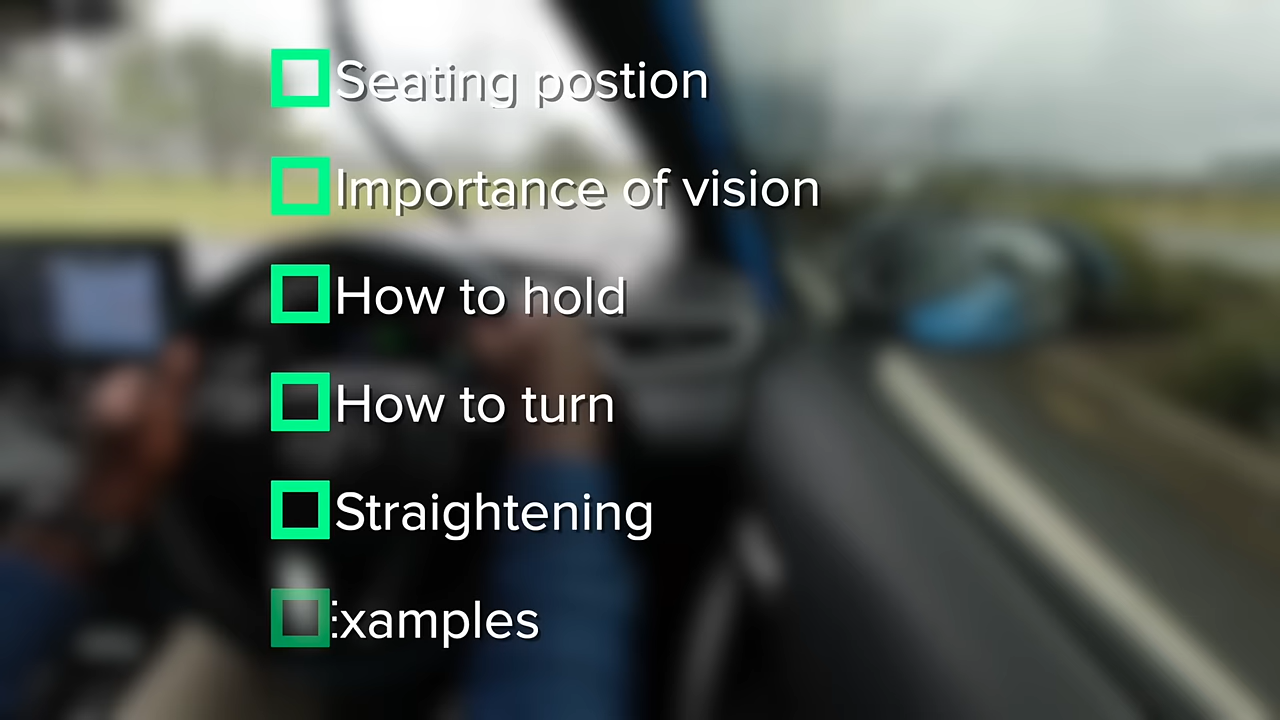 Seating postion
Importance of vision
How to hold
How to turn
Straightening
Examples